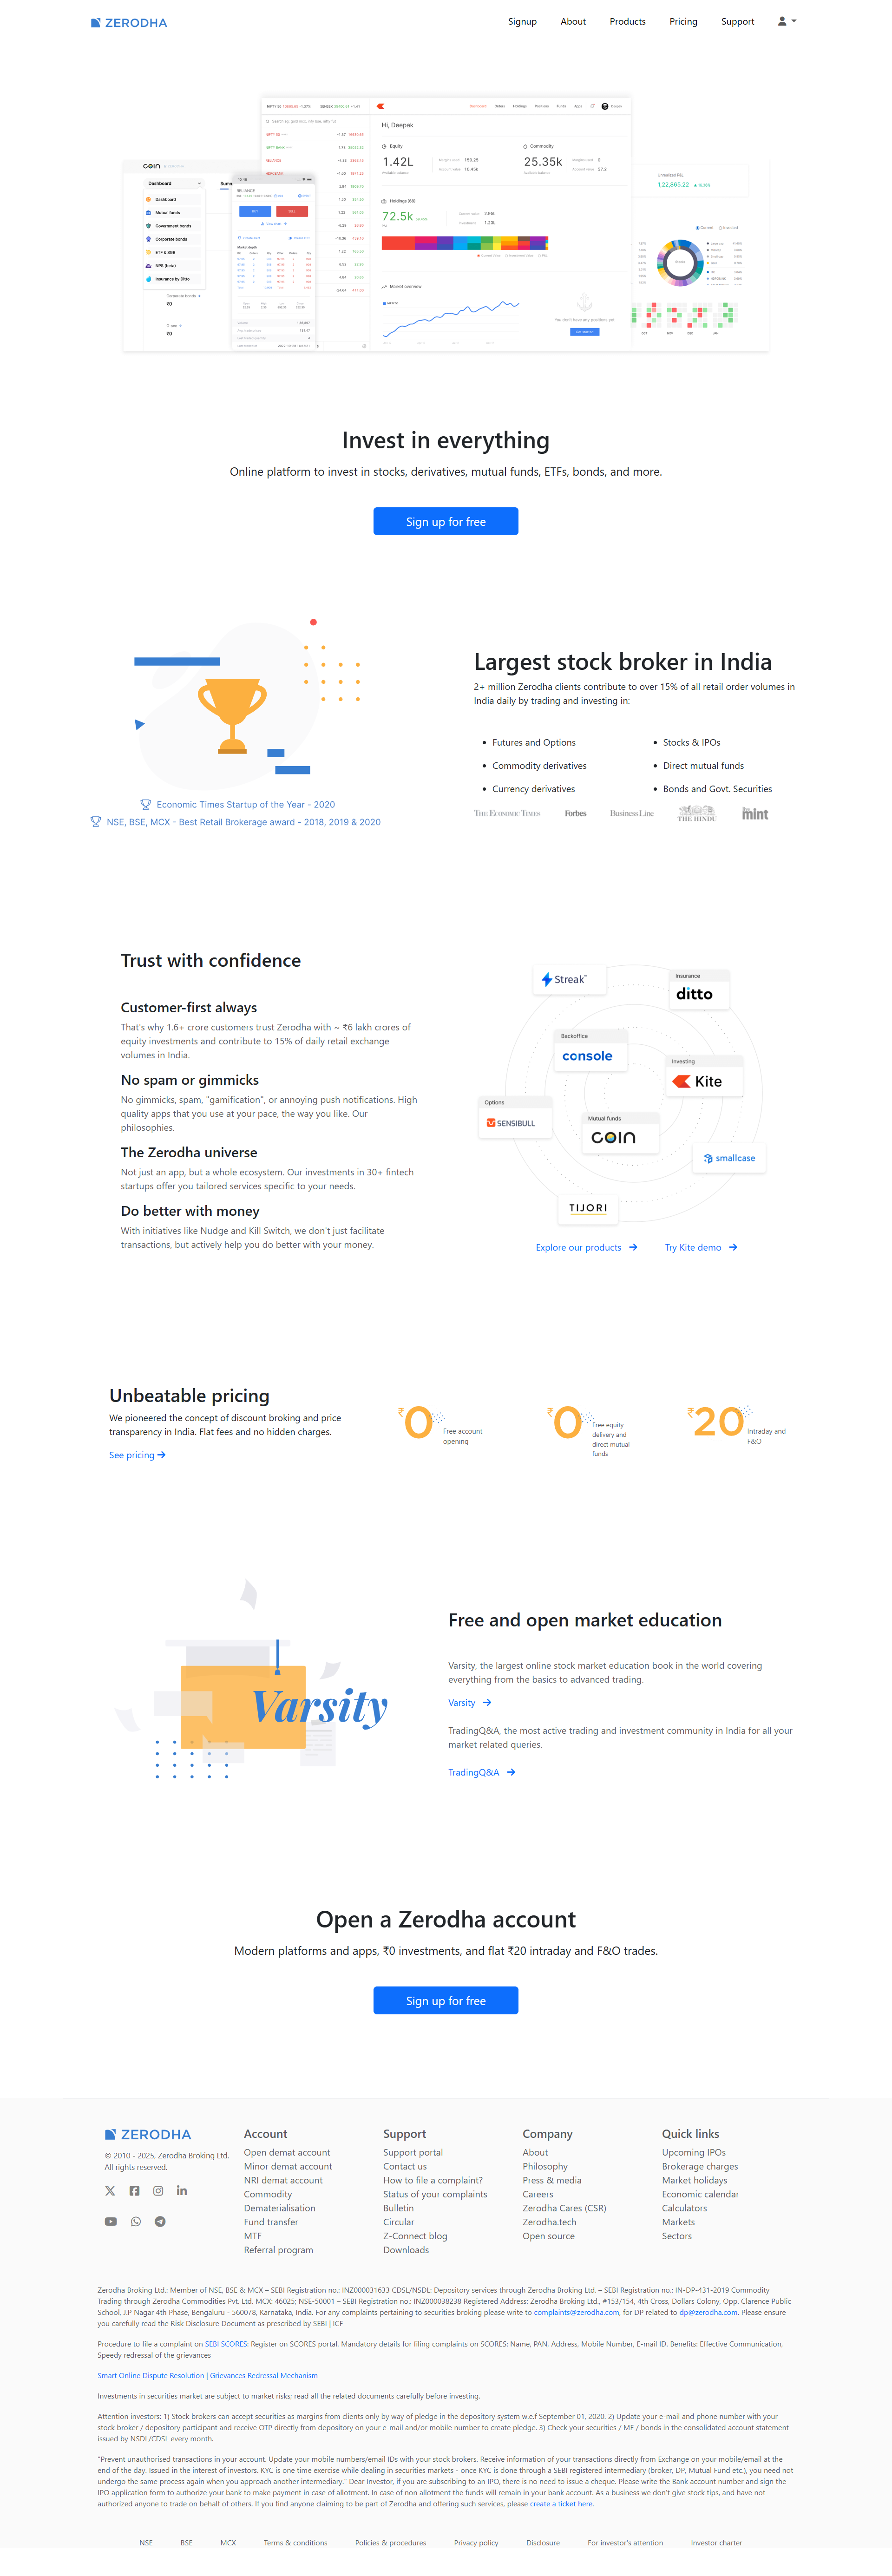 ZERODHA
Signup About Products Pricing Support
Hi, Deepak
Equity
1.42L
Commodity
25.35k
72.5k
Market overview
1,22,865.22
coin
Dashboard
Dashboard
Mutual funds
Government bonds
Corporate bonds
ETF & SGB
NPS (beta)
Insurance by Ditto
Invest in everything
Online platform to invest in stocks, derivatives, mutual funds, ETFs, bonds, and more.
Sign up for free
Economic Times Startup of the Year - 2020
NSE, BSE, MCX - Best Retail Brokerage award - 2018, 2019 & 2020
Largest stock broker in India
2+ million Zerodha clients contribute to over 15% of all retail order volumes in
India daily by trading and investing in:
Futures and Options
Commodity derivatives
Currency derivatives
Stocks & IPOs
Direct mutual funds
Bonds and Govt. Securities
THE ECONOMIC TIMES Forbes BusinessLine THE HINDU mint
Trust with confidence
Customer-first always
That's why 1.6+ crore customers trust Zerodha with ~ ₹6 lakh crores of
equity investments and contribute to 15% of daily retail exchange
volumes in India.
No spam or gimmicks
No gimmicks, spam, "gamification", or annoying push notifications. High
quality apps that you use at your pace, the way you like. Our
philosophies.
The Zerodha universe
Not just an app, but a whole ecosystem. Our investments in 30+ fintech
startups offer you tailored services specific to your needs.
Do better with money
With initiatives like Nudge and Kill Switch, we don't just facilitate
transactions, but actively help you do better with your money.
Streak
Insurance
ditto
Backoffice
console
Investing
Kite
Options
SENSIBULL
Mutual funds
coin
smallcase
TIJORI
Explore our products
Try Kite demo
Unbeatable pricing
We pioneered the concept of discount broking and price
transparency in India. Flat fees and no hidden charges.
See pricing
₹0
Free account
opening
₹0
Free equity
delivery and
direct mutual
funds
₹20
Intraday and
F&O
Varsity
Free and open market education
Varsity, the largest online stock market education book in the world covering
everything from the basics to advanced trading.
Varsity
TradingQ&A, the most active trading and investment community in India for all your
market related queries.
TradingQ&A
Open a Zerodha account
Modern platforms and apps, ₹0 investments, and flat ₹20 intraday and F&O trades.
Sign up for free
ZERODHA
© 2010 - 2025, Zerodha Broking Ltd.
All rights reserved.
Account
Open demat account
Minor demat account
NRI demat account
Commodity
Dematerialisation
Fund transfer
MTF
Referral program
Support
Support portal
Contact us
How to file a complaint?
Status of your complaints
Bulletin
Circular
Z-Connect blog
Downloads
Company
About
Philosophy
Press & media
Careers
Zerodha Cares (CSR)
Zerodha.tech
Open source
Quick links
Upcoming IPOs
Brokerage charges
Market holidays
Economic calendar
Calculators
Markets
Sectors
Zerodha Broking Ltd.: Member of NSE, BSE & MCX – SEBI Registration no.: INZ000031633 CDSL/NSDL: Depository services through Zerodha Broking Ltd. – SEBI Registration no.: IN-DP-431-2019 Commodity
Trading through Zerodha Commodities Pvt. Ltd. MCX: 46025; NSE-50001 – SEBI Registration no.: INZ000038238 Registered Address: Zerodha Broking Ltd., #153/154, 4th Cross, Dollars Colony, Opp. Clarence Public
School, J.P Nagar 4th Phase, Bengaluru - 560078, Karnataka, India. For any complaints pertaining to securities broking please write to complaints@zerodha.com, for DP related to dp@zerodha.com. Please ensure
you carefully read the Risk Disclosure Document as prescribed by SEBI | ICF
Procedure to file a complaint on SEBI SCORES: Register on SCORES portal. Mandatory details for filing complaints on SCORES: Name, PAN, Address, Mobile Number, E-mail ID. Benefits: Effective Communication,
Speedy redressal of the grievances
Smart Online Dispute Resolution | Grievances Redressal Mechanism
Investments in securities market are subject to market risks; read all the related documents carefully before investing.
Attention investors: 1) Stock brokers can accept securities as margins from clients only by way of pledge in the depository system w.e.f September 01, 2020. 2) Update your e-mail and phone number with your
stock broker / depository participant and receive OTP directly from depository on your e-mail and/or mobile number to create pledge. 3) Check your securities / MF / bonds in the consolidated account statement
issued by NSDL/CDSL every month.
"Prevent unauthorised transactions in your account. Update your mobile numbers/email IDs with your stock brokers. Receive information of your transactions directly from Exchange on your mobile/email at the
end of the day. Issued in the interest of investors. KYC is one time exercise while dealing in securities markets - once KYC is done through a SEBI registered intermediary (broker, DP, Mutual Fund etc.), you need not
undergo the same process again when you approach another intermediary." Dear Investor, if you are subscribing to an IPO, there is no need to issue a cheque. Please write the Bank account number and sign the
IPO application form to authorize your bank to make payment in case of allotment. In case of non allotment the funds will remain in your bank account. As a business we don't give stock tips, and have not
authorized anyone to trade on behalf of others. If you find anyone claiming to be part of Zerodha and offering such services, please create a ticket here.
NSE BSE MCX Terms & conditions Policies & procedures Privacy policy Disclosure For investor's attention Investor charter